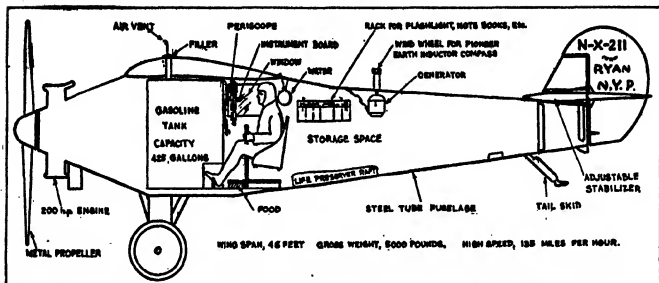 AIR VENT
FILLER
PERISCOPE
INSTRUMENT BOARD
WINDOW
WATER
RACK FOR FLASHLIGHT, NOTE BOOKS, ETC.
WIND WHEEL FOR PIONEER
EARTH INDUCTOR COMPASS
GENERATOR
N-X-211
RYAN
N.Y.P.
GASOLINE
TANK
CAPACITY
425 GALLONS
STORAGE SPACE
LIFE PRESERVER RAFT
ADJUSTABLE
STABILIZER
200 h.p. ENGINE
FOOD
STEEL TUBE FUSELAGE
TAIL SKID
METAL PROPELLER
WING SPAN, 46 FEET GROSS WEIGHT, 5000 POUNDS, HIGH SPEED, 135 MILES PER HOUR.